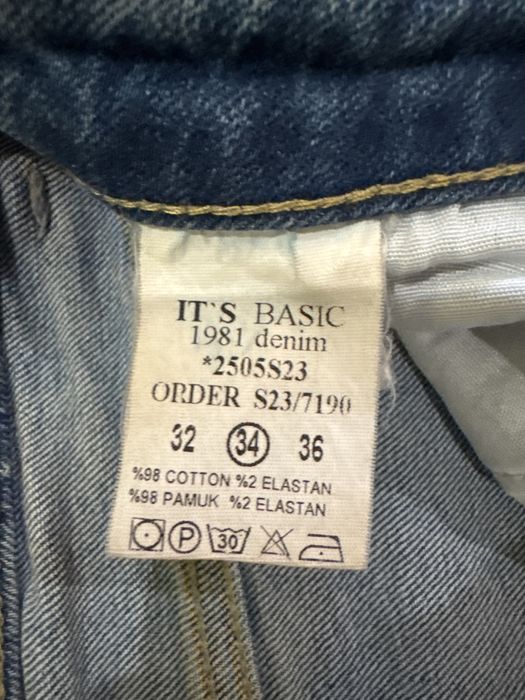 IT`S BASIC
1981 denim
*2505S23
ORDER S23/7190
32 34 36
%98 COTTON %2 ELASTAN
%98 PAMUK %2 ELASTAN
P 30